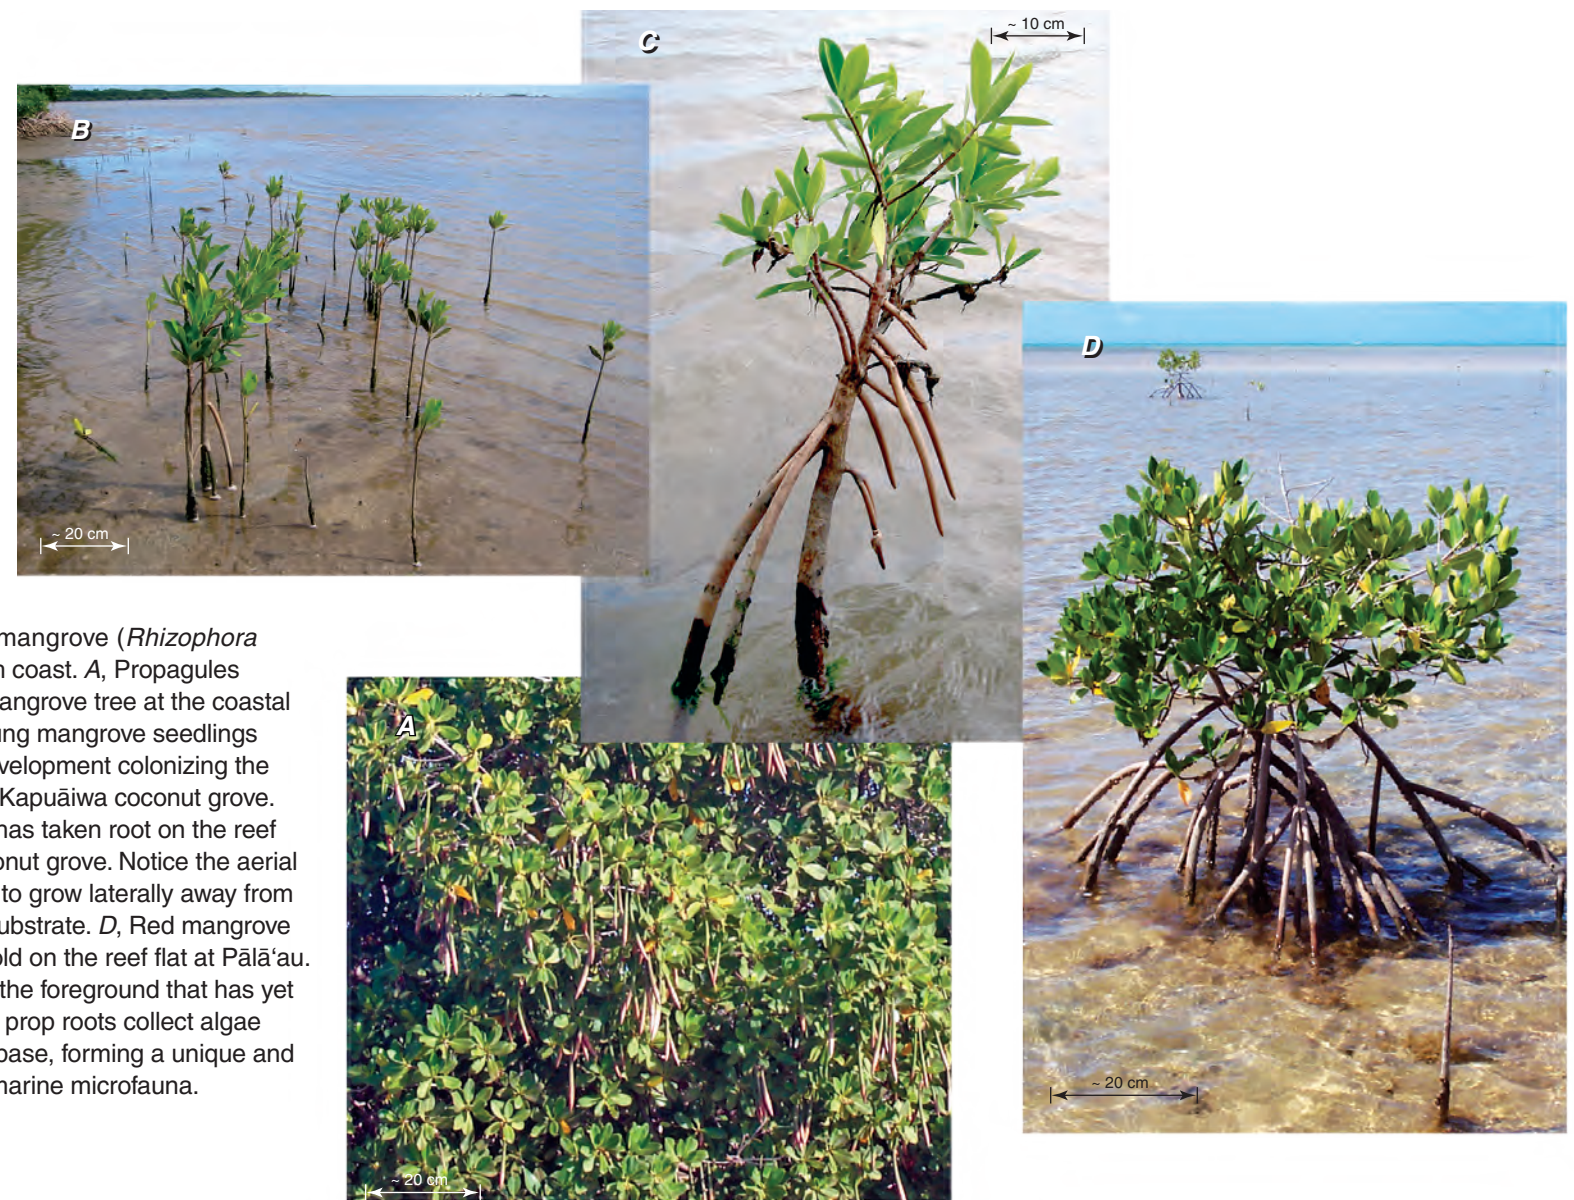 C
~ 10 cm
B
D
~ 20 cm
mangrove (Rhizophora
n coast. A, Propagules
angrove tree at the coastal
ung mangrove seedlings
velopment colonizing the
Kapuāiwa coconut grove.
has taken root on the reef
onut grove. Notice the aerial
to grow laterally away from
ubstrate. D, Red mangrove
old on the reef flat at Pālā‘au.
the foreground that has yet
prop roots collect algae
base, forming a unique and
marine microfauna.
A
~ 20 cm
~ 20 cm